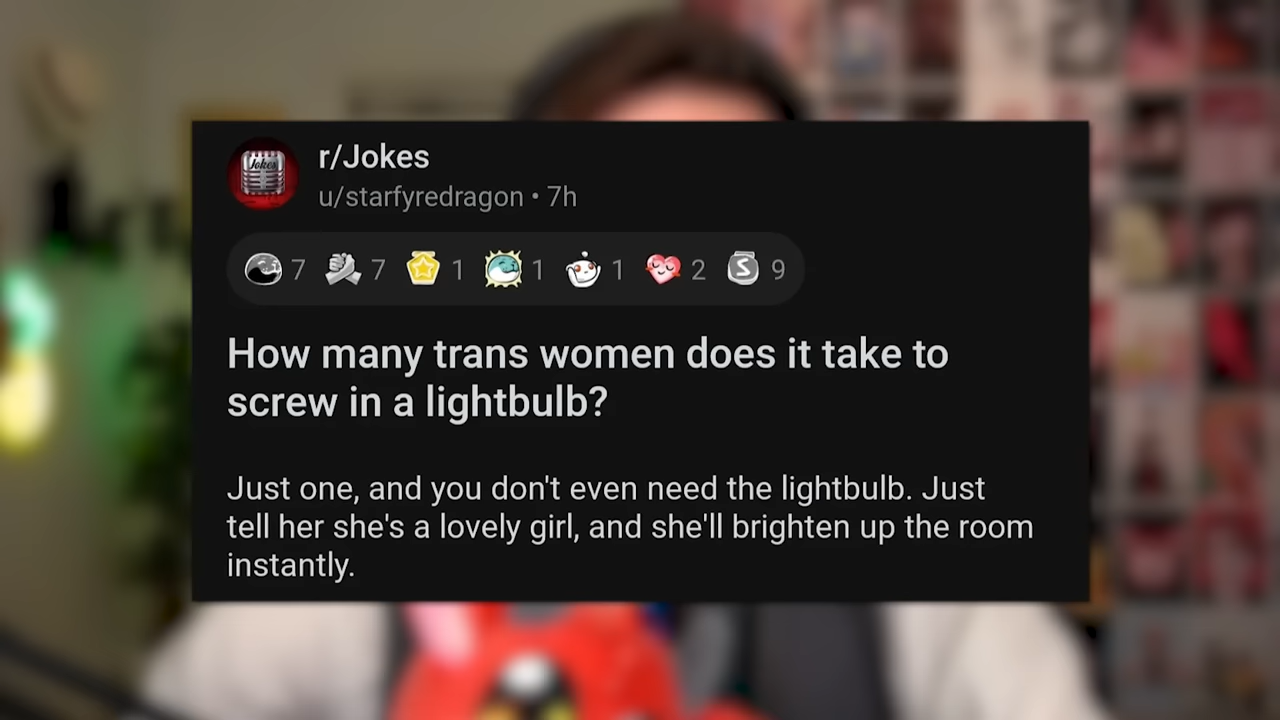 Jokes
r/Jokes
u/starfyredragon • 7h
7 7 1 1 1 2 S 9
How many trans women does it take to
screw in a lightbulb?
Just one, and you don't even need the lightbulb. Just
tell her she's a lovely girl, and she'll brighten up the room
instantly.